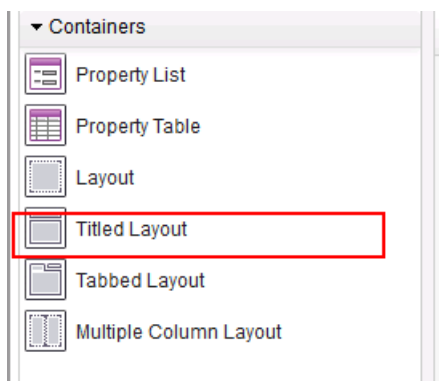 Containers
Property List
Property Table
Layout
Titled Layout
Tabbed Layout
Multiple Column Layout